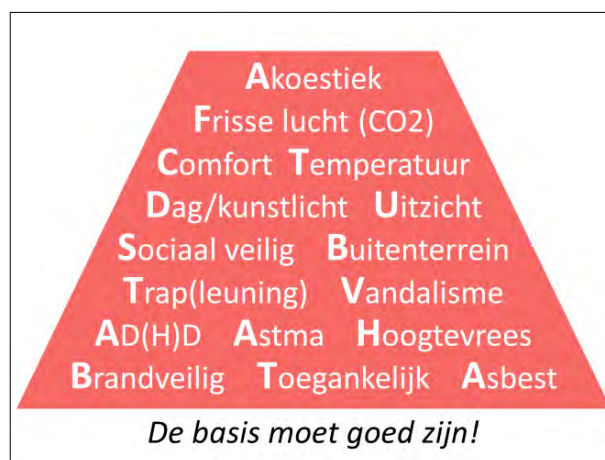 Akoestiek
Frisse lucht (CO2)
Comfort Temperatuur
Dag/kunstlicht Uitzicht
Sociaal veilig Buitenterrein
Trap(leuning) Vandalisme
AD(H)D Astma Hoogtevrees
Brandveilig Toegankelijk Asbest
De basis moet goed zijn!